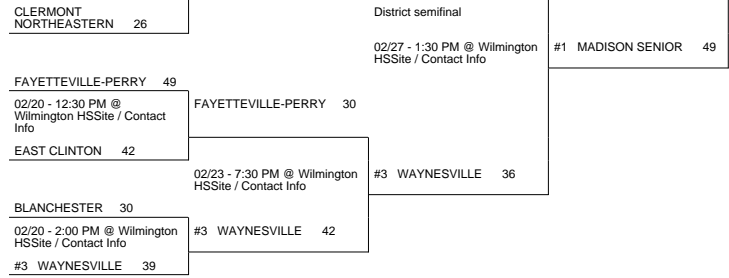 CLERMONT
NORTHEASTERN 26
District semifinal
02/27 - 1:30 PM @ Wilmington
HSSite / Contact Info
#1 MADISON SENIOR 49
FAYETTEVILLE-PERRY 49
02/20 - 12:30 PM @
Wilmington HSSite / Contact
Info
FAYETTEVILLE-PERRY 30
EAST CLINTON 42
02/23 - 7:30 PM @ Wilmington
HSSite / Contact Info
#3 WAYNESVILLE 36
BLANCHESTER 30
02/20 - 2:00 PM @ Wilmington
HSSite / Contact Info
#3 WAYNESVILLE 42
#3 WAYNESVILLE 39